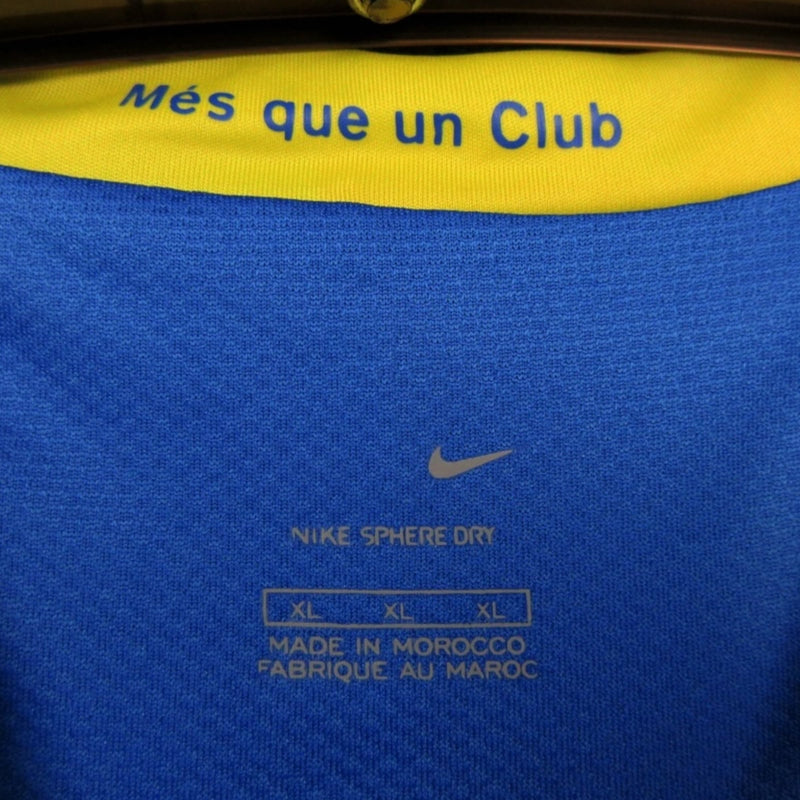 Més que un Club
NIKE SPHERE DRY
XL XL XL
MADE IN MOROCCO
FABRIQUE AU MAROC